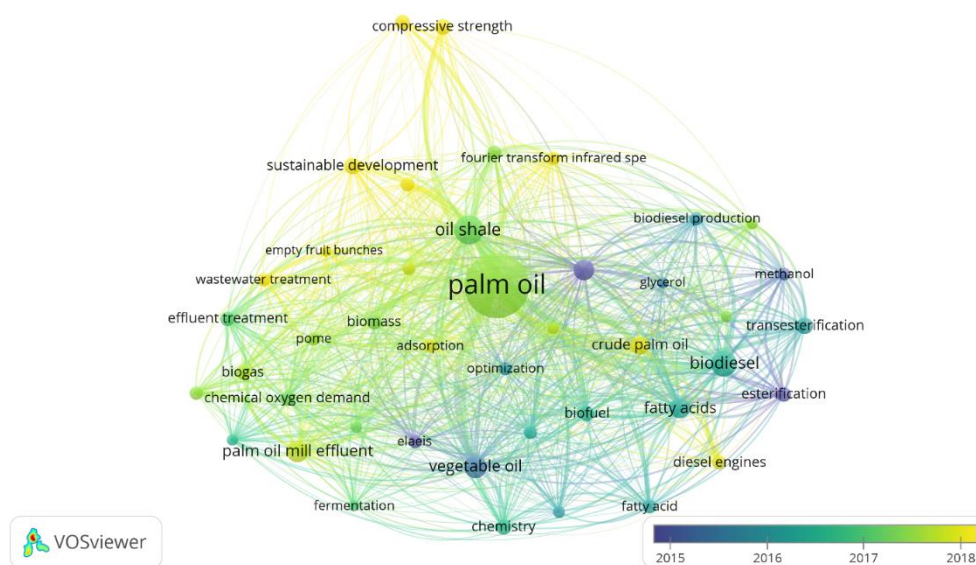 compressive strength
sustainable development
fourier transform infrared spe
oil shale
biodiesel production
empty fruit bunches
wastewater treatment
palm oil
glycerol
methanol
effluent treatment
biomass
transesterification
pome
adsorption
crude palm oil
biodiesel
optimization
biogas
chemical oxygen demand
esterification
biofuel
fatty acids
elaeis
palm oil mill effluent
vegetable oil
diesel engines
fermentation
fatty acid
chemistry
VOSviewer
2015 2016 2017 2018